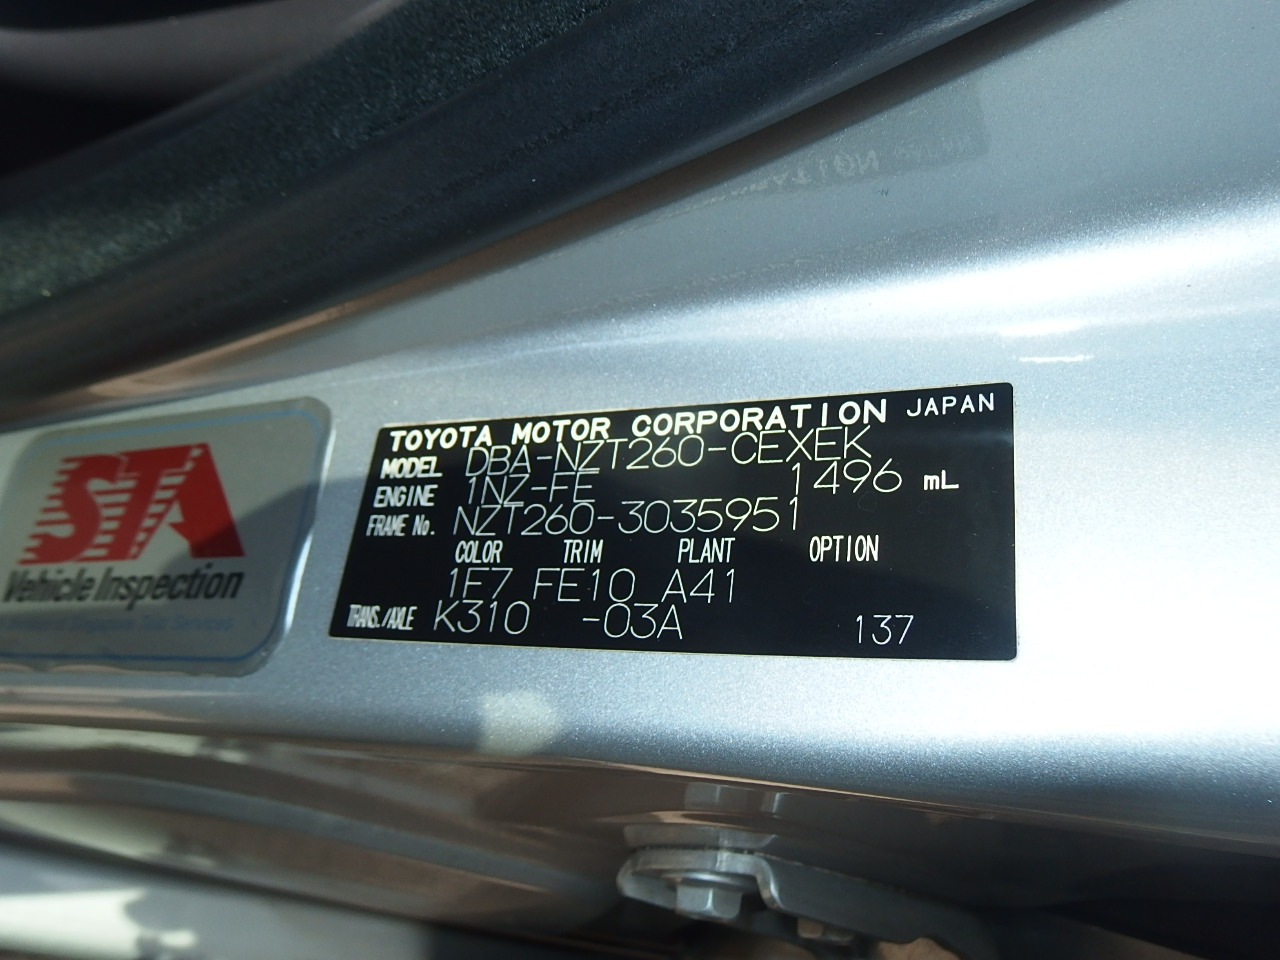 TOYOTA MOTOR CORPORATION JAPAN
MODEL DBA-NZT260-CEXEK
ENGINE 1NZ-FE 1496 mL
FRAME No. NZT260-3035951
COLOR TRIM PLANT OPTION
1F7 FE10 A41
TRANS./AXLE K310 -03A 137
STA
Vehicle Inspection